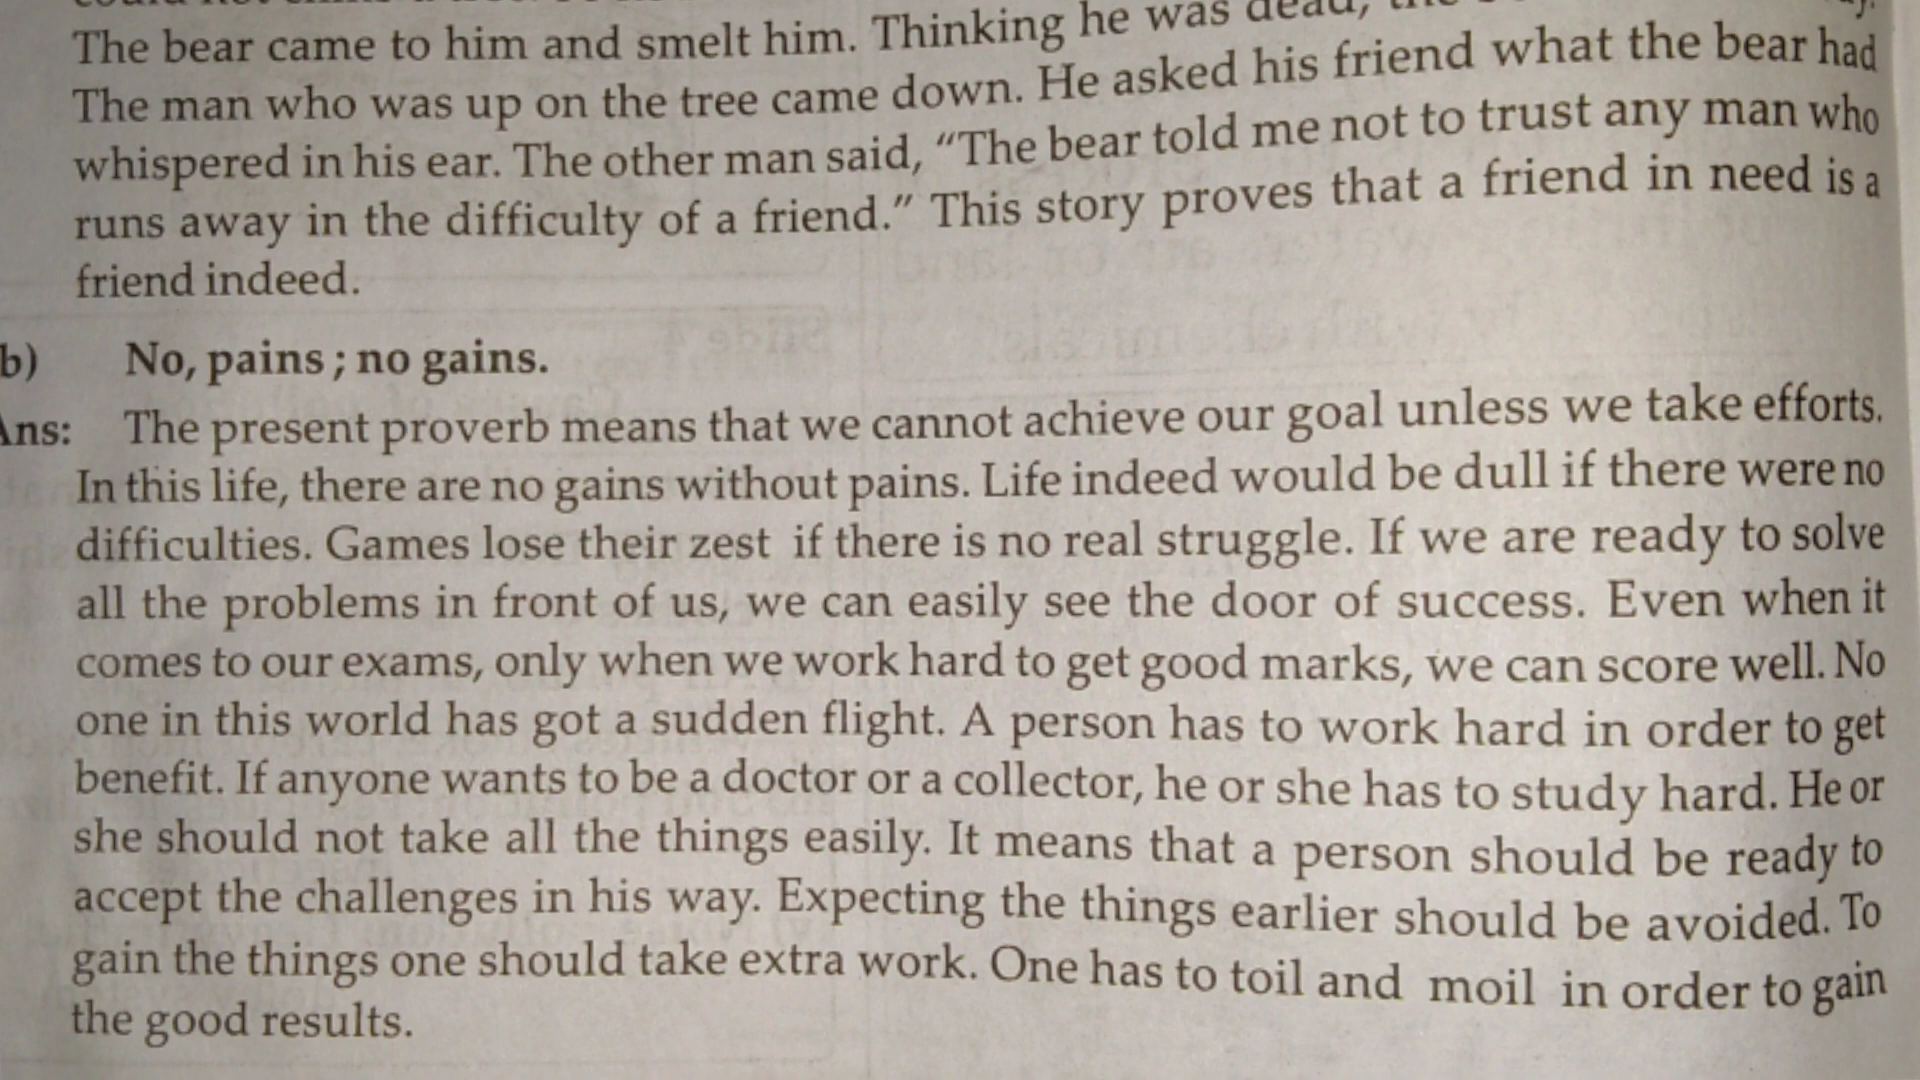 The bear came to him and smelt him. Thinking he was dead,
The man who was up on the tree came down. He asked his friend what the bear had
whispered in his ear. The other man said, “The bear told me not to trust any man who
runs away in the difficulty of a friend.” This story proves that a friend in need is a
friend indeed.
b) No, pains ; no gains.
Ans: The present proverb means that we cannot achieve our goal unless we take efforts.
In this life, there are no gains without pains. Life indeed would be dull if there were no
difficulties. Games lose their zest if there is no real struggle. If we are ready to solve
all the problems in front of us, we can easily see the door of success. Even when it
comes to our exams, only when we work hard to get good marks, we can score well. No
one in this world has got a sudden flight. A person has to work hard in order to get
benefit. If anyone wants to be a doctor or a collector, he or she has to study hard. He or
she should not take all the things easily. It means that a person should be ready to
accept the challenges in his way. Expecting the things earlier should be avoided. To
gain the things one should take extra work. One has to toil and moil in order to gain
the good results.